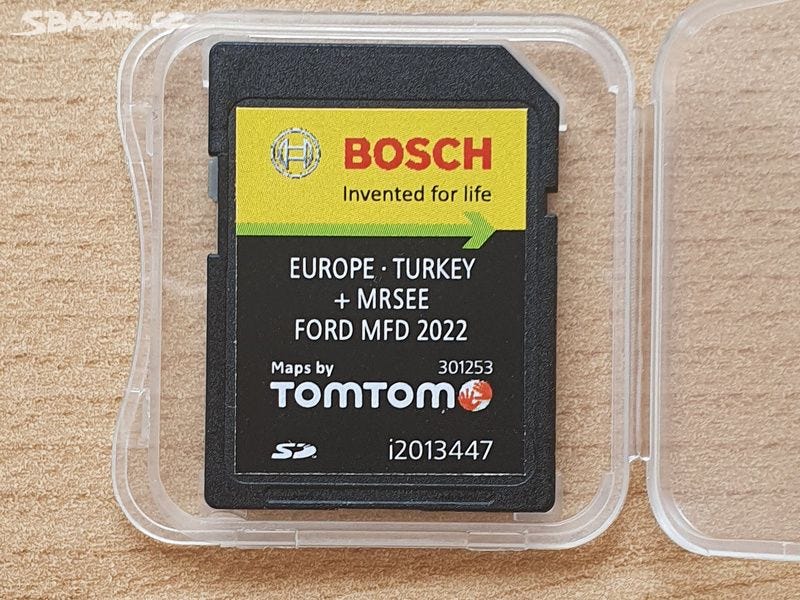 SBAZAR.CZ
BOSCH
Invented for life
EUROPE · TURKEY
+ MRSEE
FORD MFD 2022
Maps by 301253
TOMTOM
SD i2013447